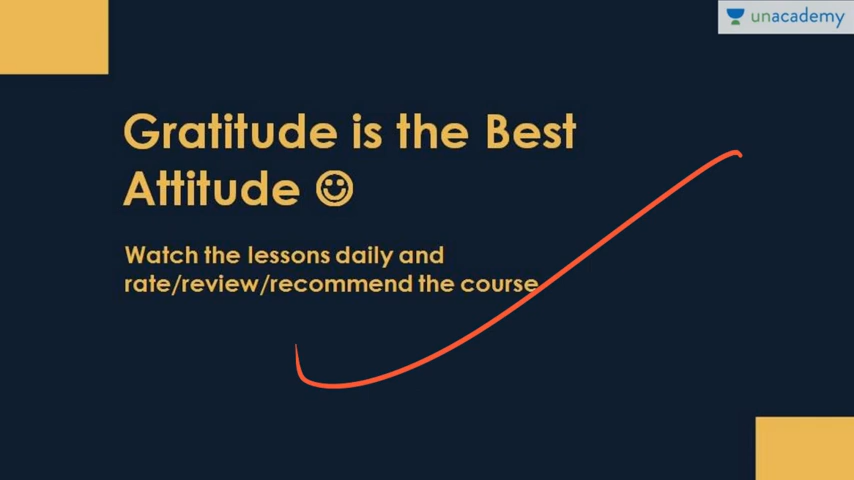 unacademy
Gratitude is the Best
Attitude ☺
Watch the lessons daily and
rate/review/recommend the course